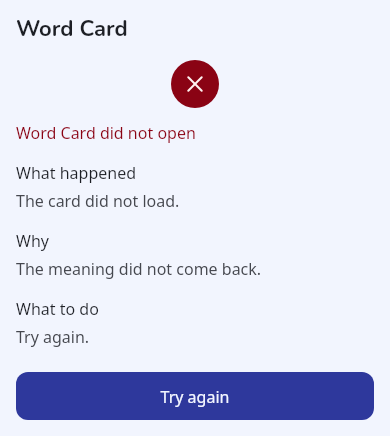 Word Card
Word Card did not open
What happened
The card did not load.
Why
The meaning did not come back.
What to do
Try again.
Try again